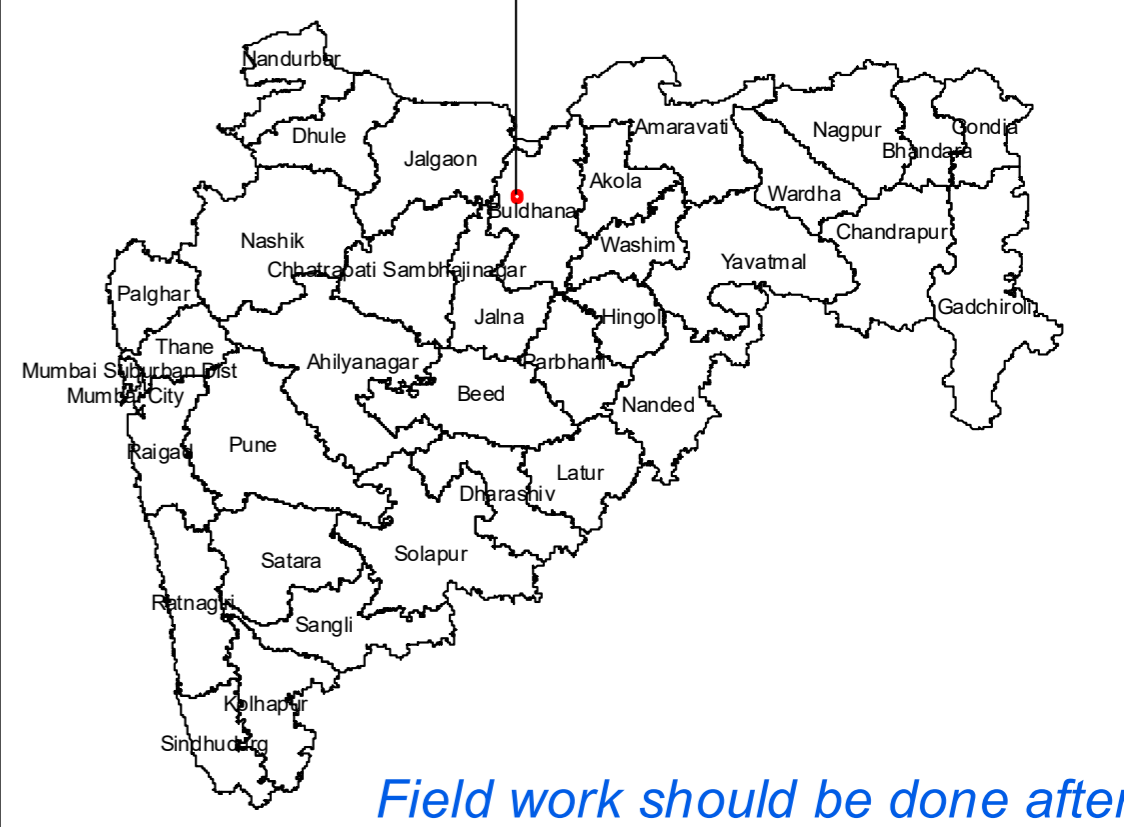 Nandurbar
Dhule
Jalgaon
Amaravati
Nagpur
Gondia
Bhandara
Akola
Wardha
Buldhana
Chandrapur
Nashik
Washim
Chhatrapati Sambhajinagar
Yavatmal
Palghar
Gadchiroli
Jalna
Hingoli
Thane
Ahilyanagar
Parbhani
Mumbai Suburban Dist
Mumbai City
Beed
Nanded
Raigad
Pune
Latur
Dharashiv
Solapur
Satara
Ratnagiri
Sangli
Kolhapur
Sindhudurg
Field work should be done after